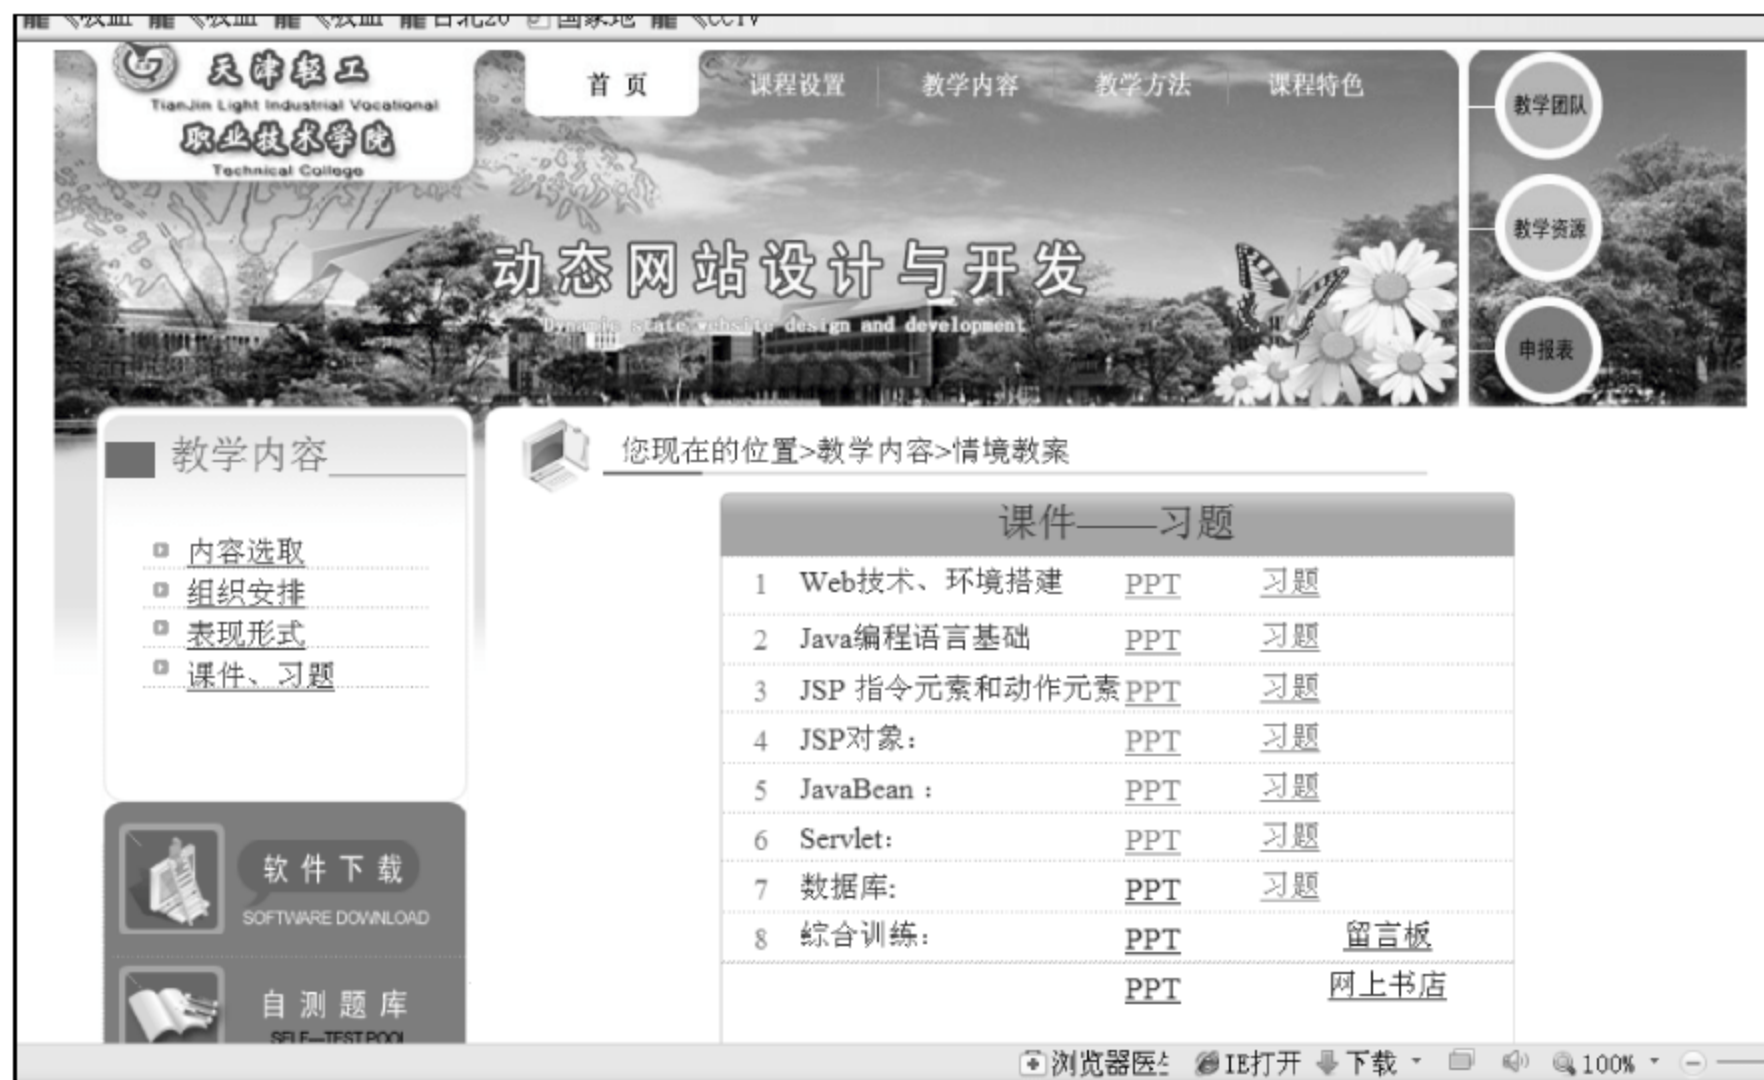 天津轻工
TianJin Light Industrial Vocational
职业技术学院
Technical College
首 页 课程设置 教学内容 教学方法 课程特色
教学团队
教学资源
申报表
动态网站设计与开发
Dynamic state website design and development
教学内容
内容选取
组织安排
表现形式
课件、习题
软件下载
SOFTWARE DOWNLOAD
自测题库
SELF—TEST POOL
您现在的位置>教学内容>情境教案
课件——习题
1 Web技术、环境搭建 PPT 习题
2 Java编程语言基础 PPT 习题
3 JSP 指令元素和动作元素 PPT 习题
4 JSP对象： PPT 习题
5 JavaBean ： PPT 习题
6 Servlet： PPT 习题
7 数据库: PPT 习题
8 综合训练： PPT 留言板
PPT 网上书店
浏览器医 IE打开 下载 100%